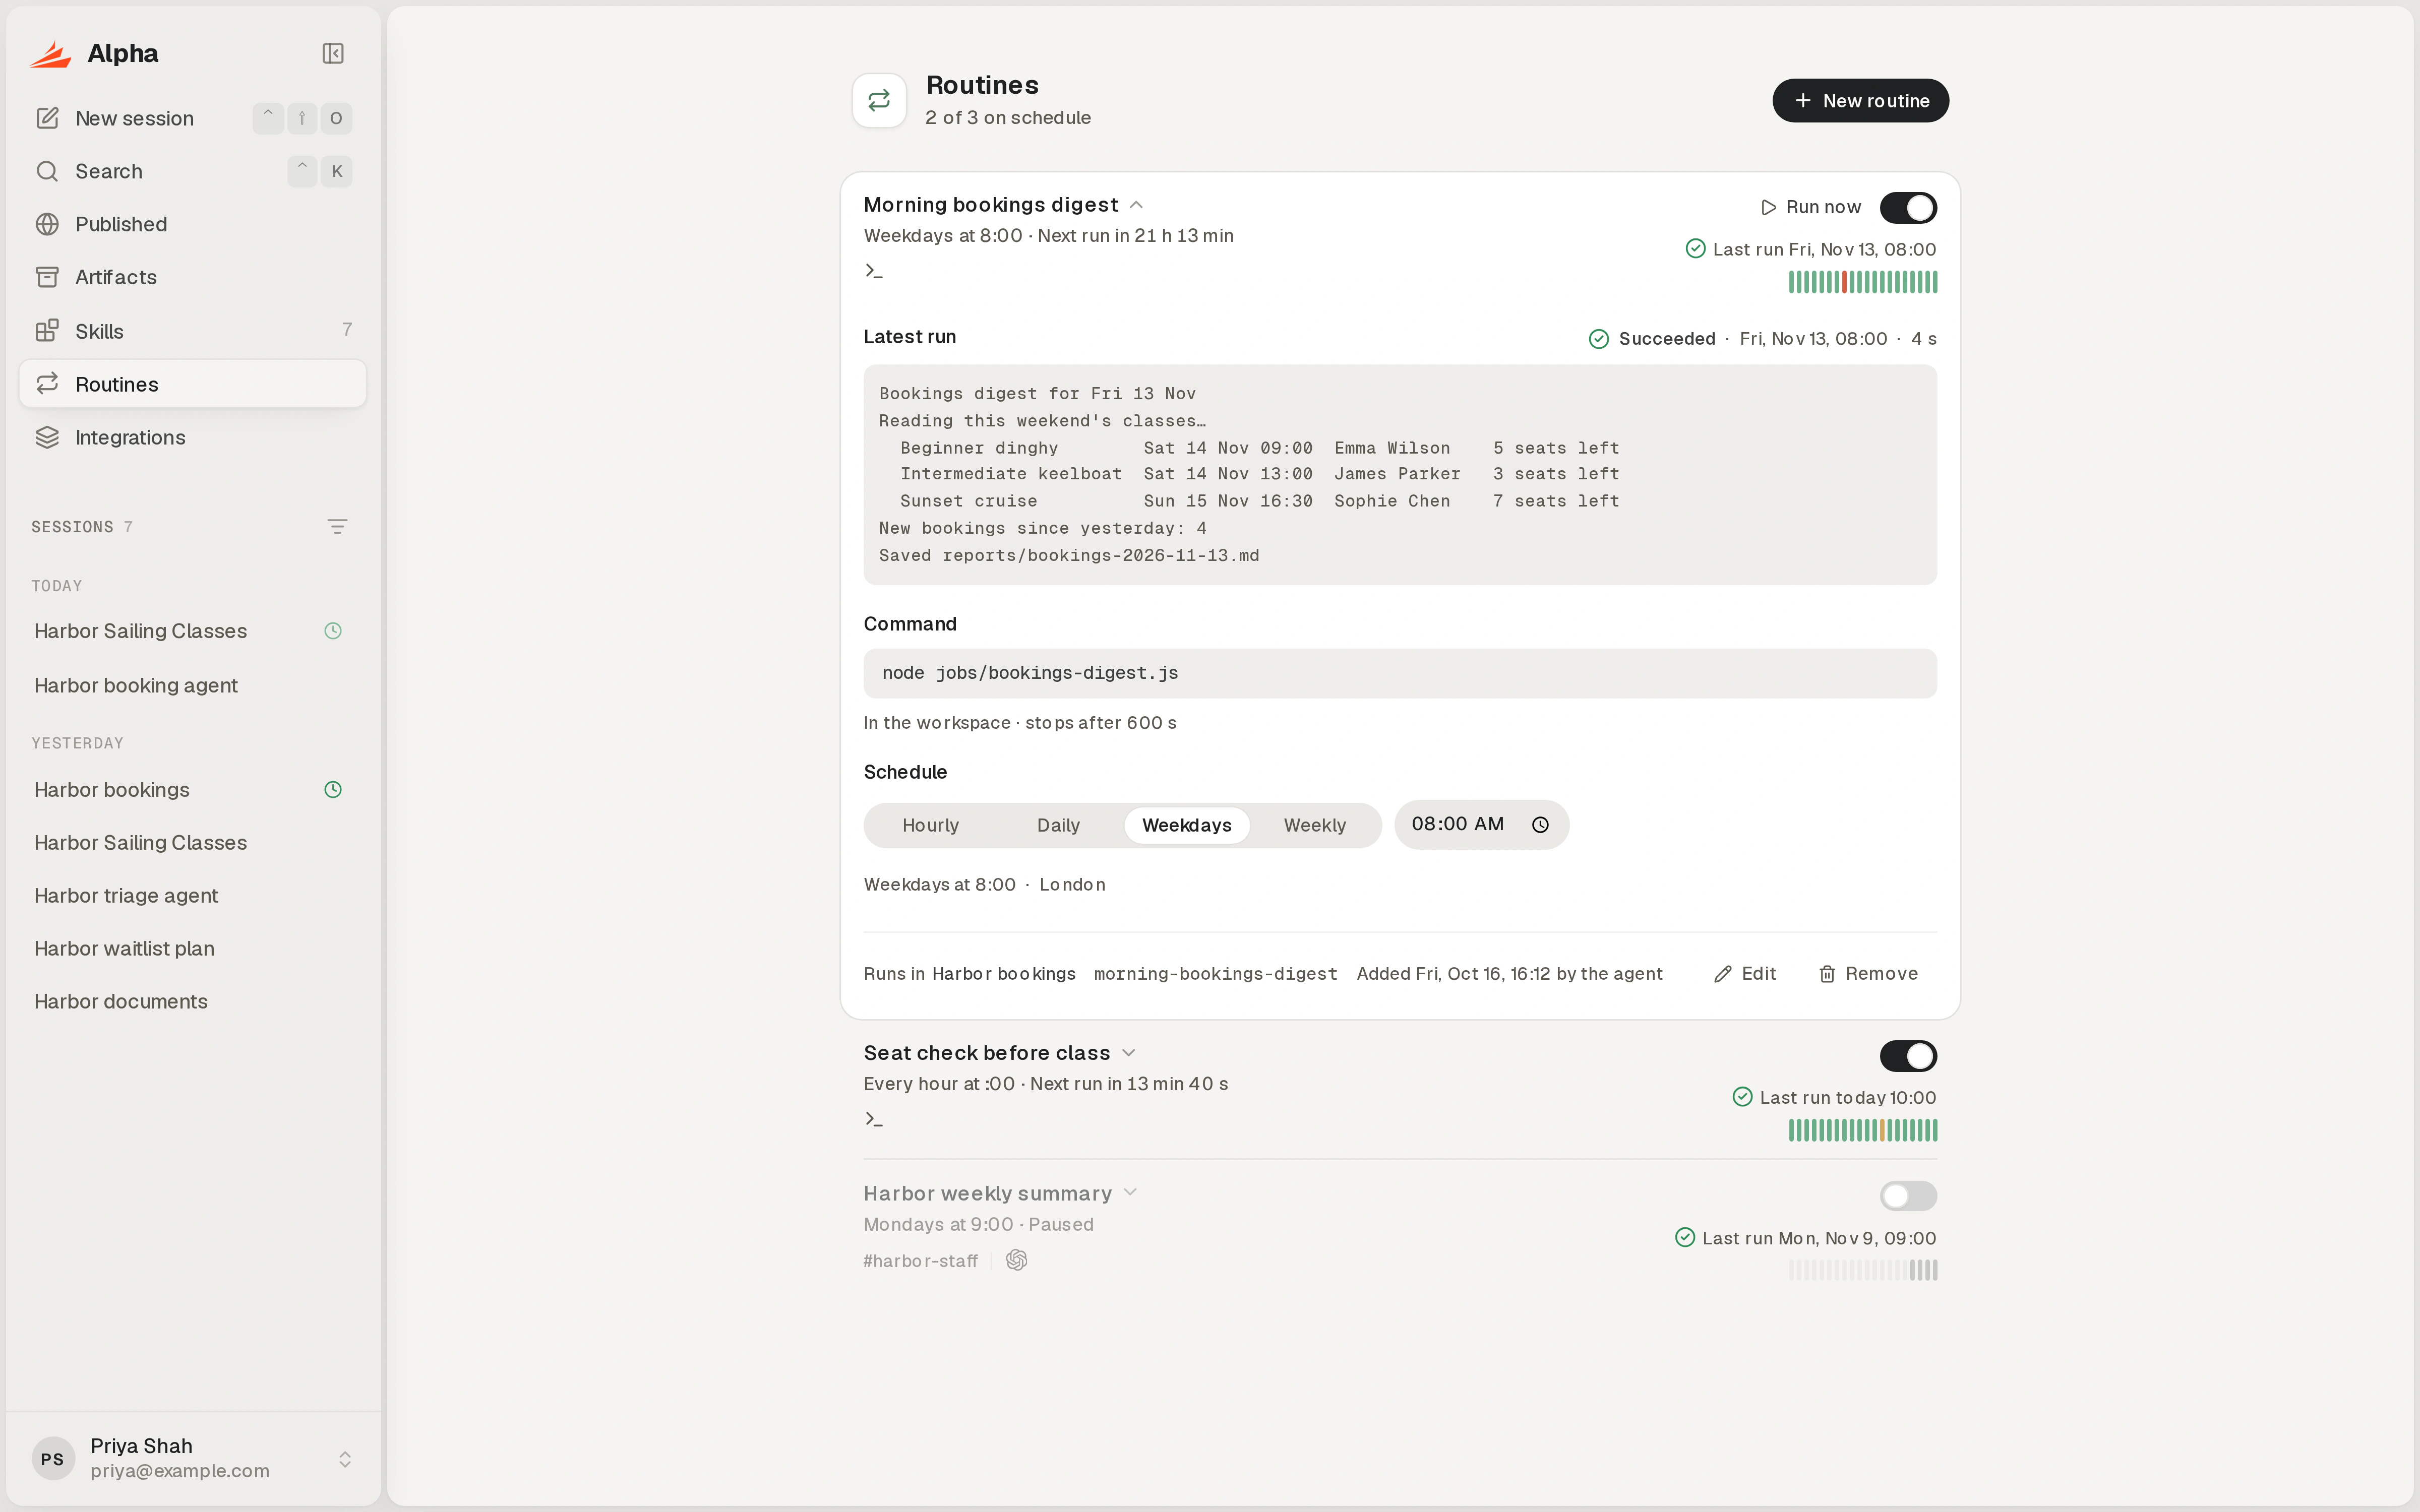 Alpha
New session ^ ⇧ O
Search ^ K
Published
Artifacts
Skills 7
Routines
Integrations
SESSIONS 7
TODAY
Harbor Sailing Classes
Harbor booking agent
YESTERDAY
Harbor bookings
Harbor Sailing Classes
Harbor triage agent
Harbor waitlist plan
Harbor documents
PS
Priya Shah
priya@example.com
Routines
2 of 3 on schedule
New routine
Morning bookings digest
Run now
Weekdays at 8:00 · Next run in 21 h 13 min
Last run Fri, Nov 13, 08:00
Latest run
Succeeded · Fri, Nov 13, 08:00 · 4 s
Bookings digest for Fri 13 Nov
Reading this weekend's classes…
Beginner dinghy Sat 14 Nov 09:00 Emma Wilson 5 seats left
Intermediate keelboat Sat 14 Nov 13:00 James Parker 3 seats left
Sunset cruise Sun 15 Nov 16:30 Sophie Chen 7 seats left
New bookings since yesterday: 4
Saved reports/bookings-2026-11-13.md
Command
node jobs/bookings-digest.js
In the workspace · stops after 600 s
Schedule
Hourly Daily Weekdays Weekly 08:00 AM
Weekdays at 8:00 · London
Runs in Harbor bookings morning-bookings-digest Added Fri, Oct 16, 16:12 by the agent Edit Remove
Seat check before class
Every hour at :00 · Next run in 13 min 40 s
Last run today 10:00
Harbor weekly summary
Mondays at 9:00 · Paused
Last run Mon, Nov 9, 09:00
#harbor-staff